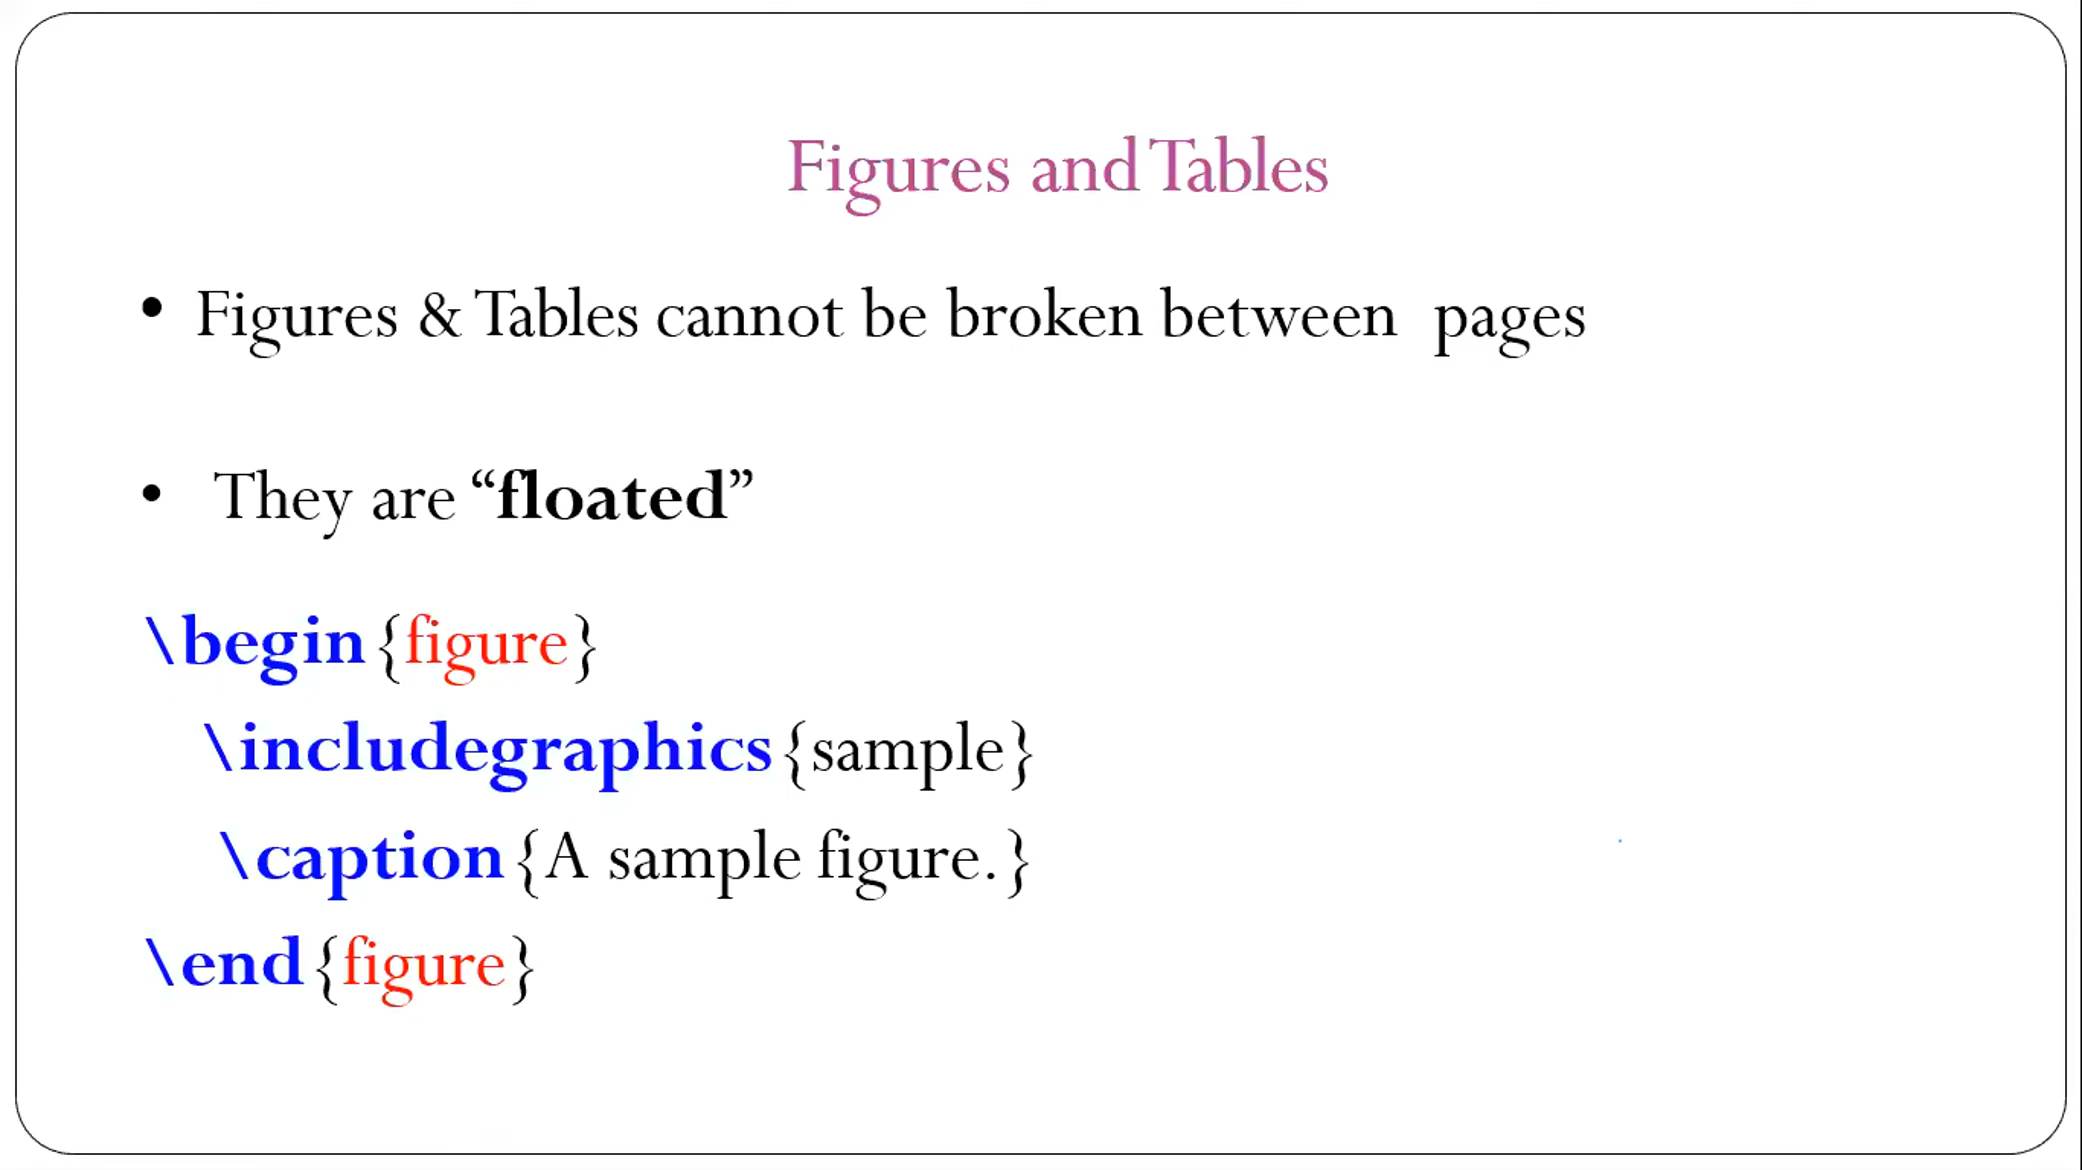 Figures and Tables
• Figures & Tables cannot be broken between pages
• They are “floated”
\begin{figure}
\includegraphics{sample}
\caption{A sample figure.}
\end{figure}